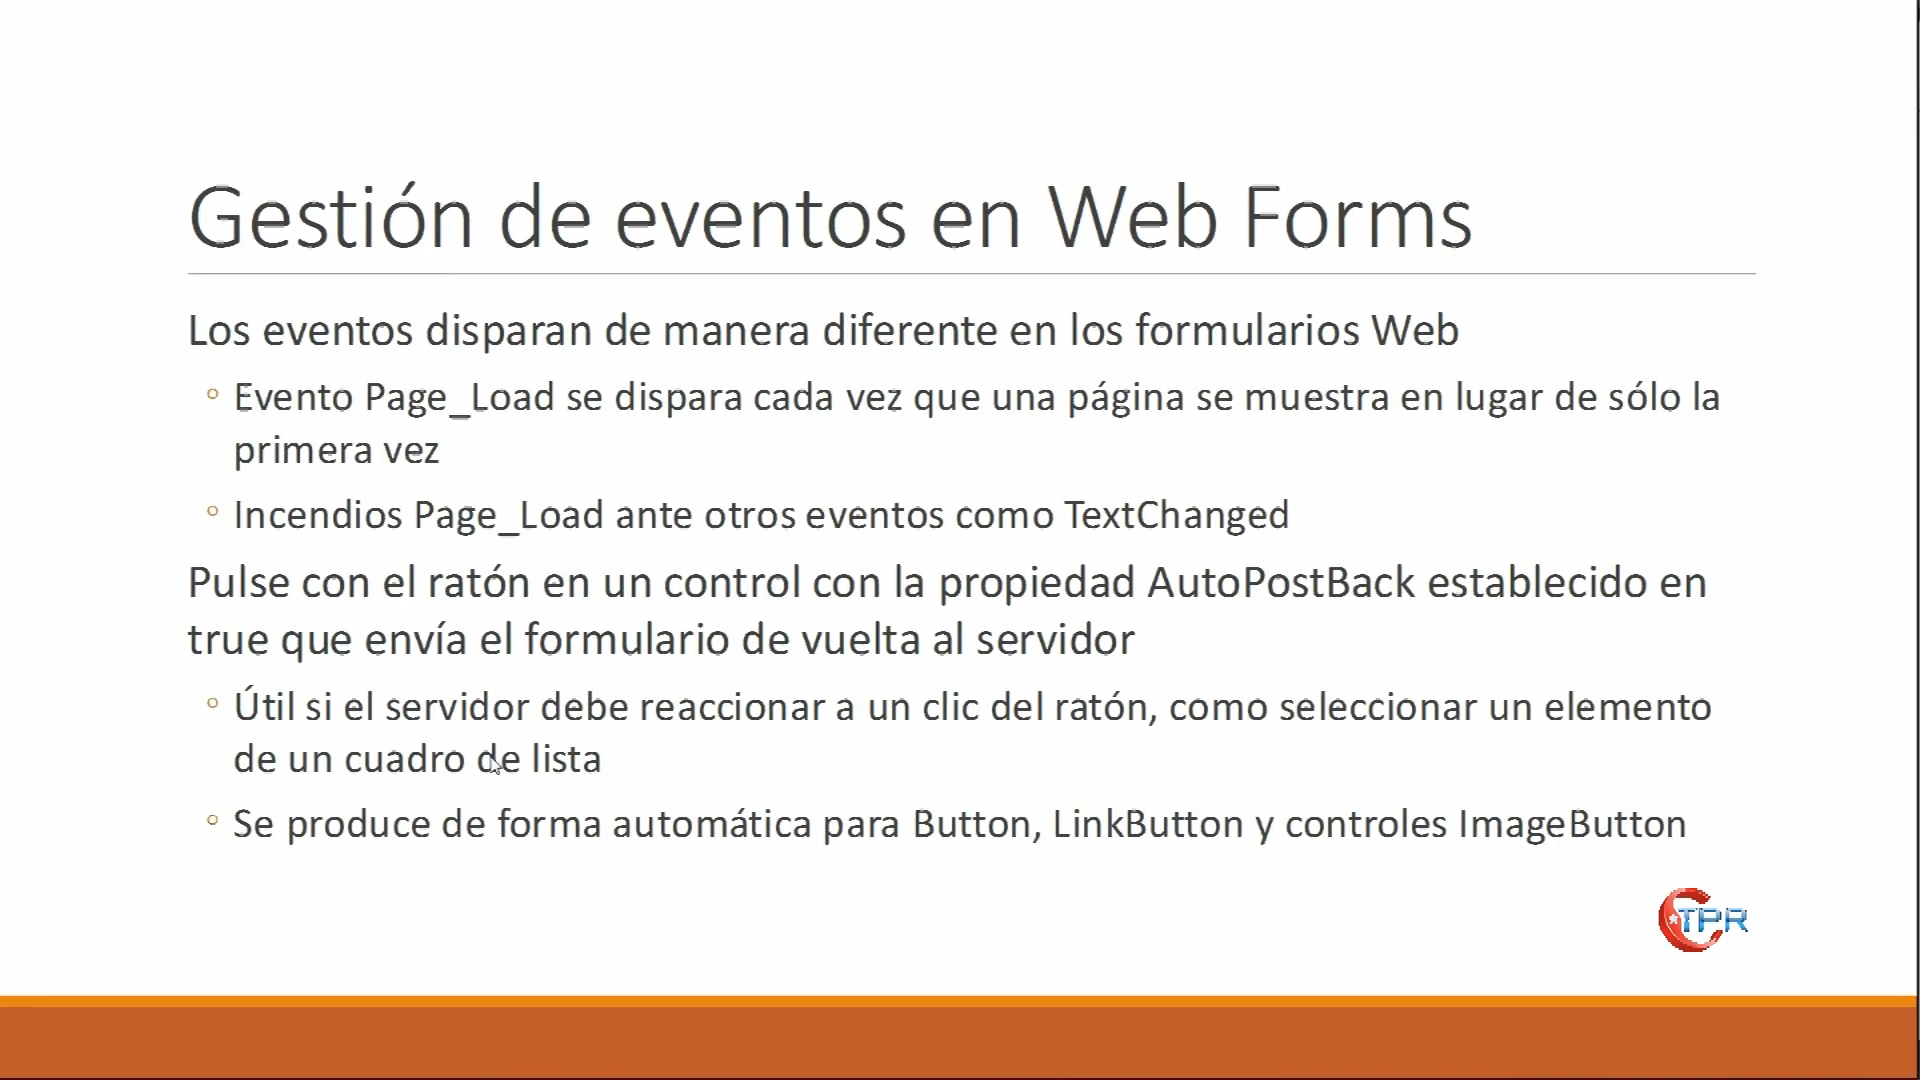 Gestión de eventos en Web Forms
Los eventos disparan de manera diferente en los formularios Web
◦ Evento Page_Load se dispara cada vez que una página se muestra en lugar de sólo la
primera vez
◦ Incendios Page_Load ante otros eventos como TextChanged
Pulse con el ratón en un control con la propiedad AutoPostBack establecido en
true que envía el formulario de vuelta al servidor
◦ Útil si el servidor debe reaccionar a un clic del ratón, como seleccionar un elemento
de un cuadro de lista
◦ Se produce de forma automática para Button, LinkButton y controles ImageButton
CTPR